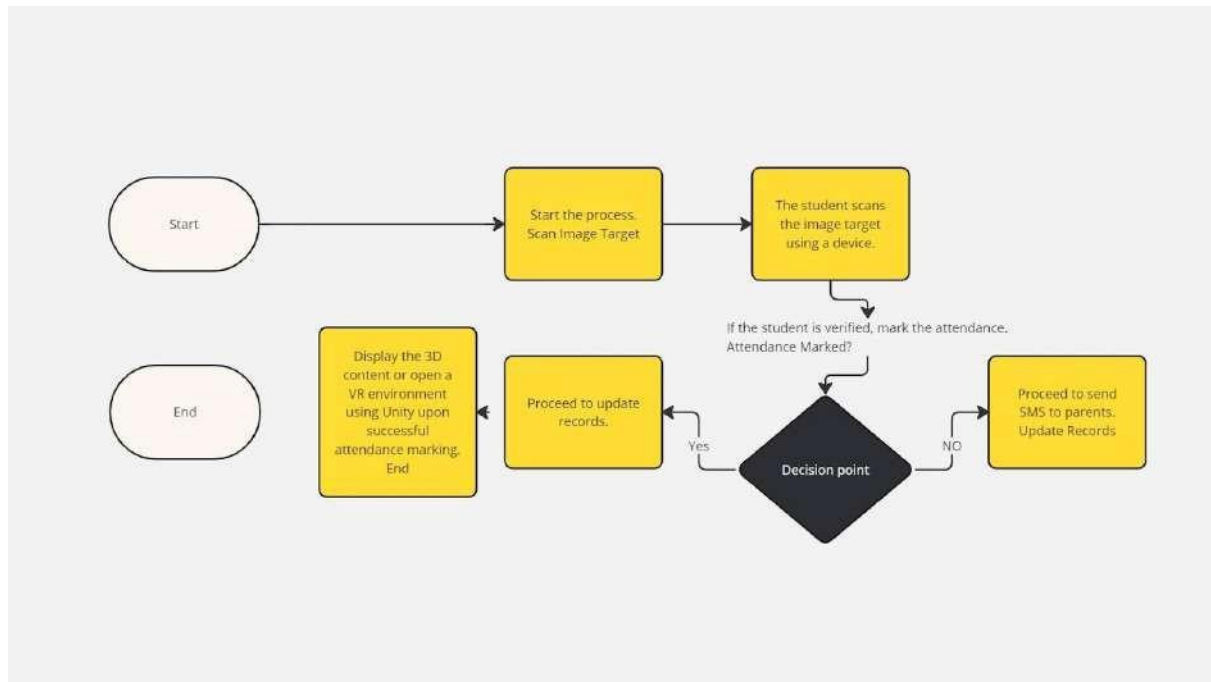 Start
Start the process.
Scan Image Target
The student scans
the image target
using a device.
If the student is verified, mark the attendance.
Attendance Marked?
Decision point
Yes
NO
Proceed to update
records.
Display the 3D
content or open a
VR environment
using Unity upon
successful
attendance marking.
End
Proceed to send
SMS to parents.
Update Records
End